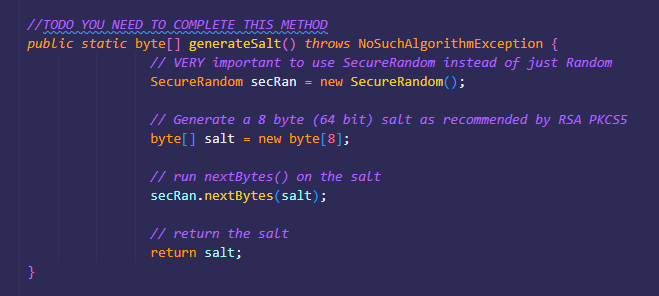 //TODO YOU NEED TO COMPLETE THIS METHOD
public static byte[] generateSalt() throws NoSuchAlgorithmException {
// VERY important to use SecureRandom instead of just Random
SecureRandom secRan = new SecureRandom();
// Generate a 8 byte (64 bit) salt as recommended by RSA PKCS5
byte[] salt = new byte[8];
// run nextBytes() on the salt
secRan.nextBytes(salt);
// return the salt
return salt;
}